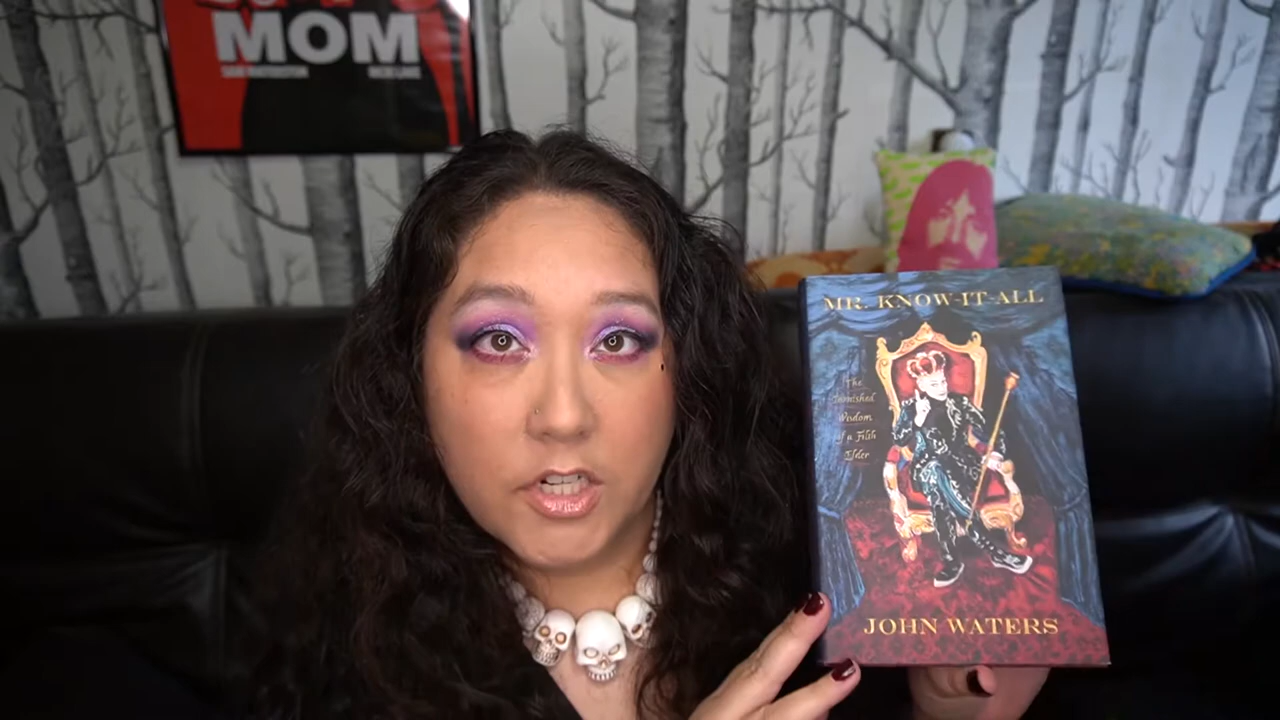 MOM
MR. KNOW-IT-ALL
The
Tarnished
Wisdom
of a Filth
Elder
JOHN WATERS